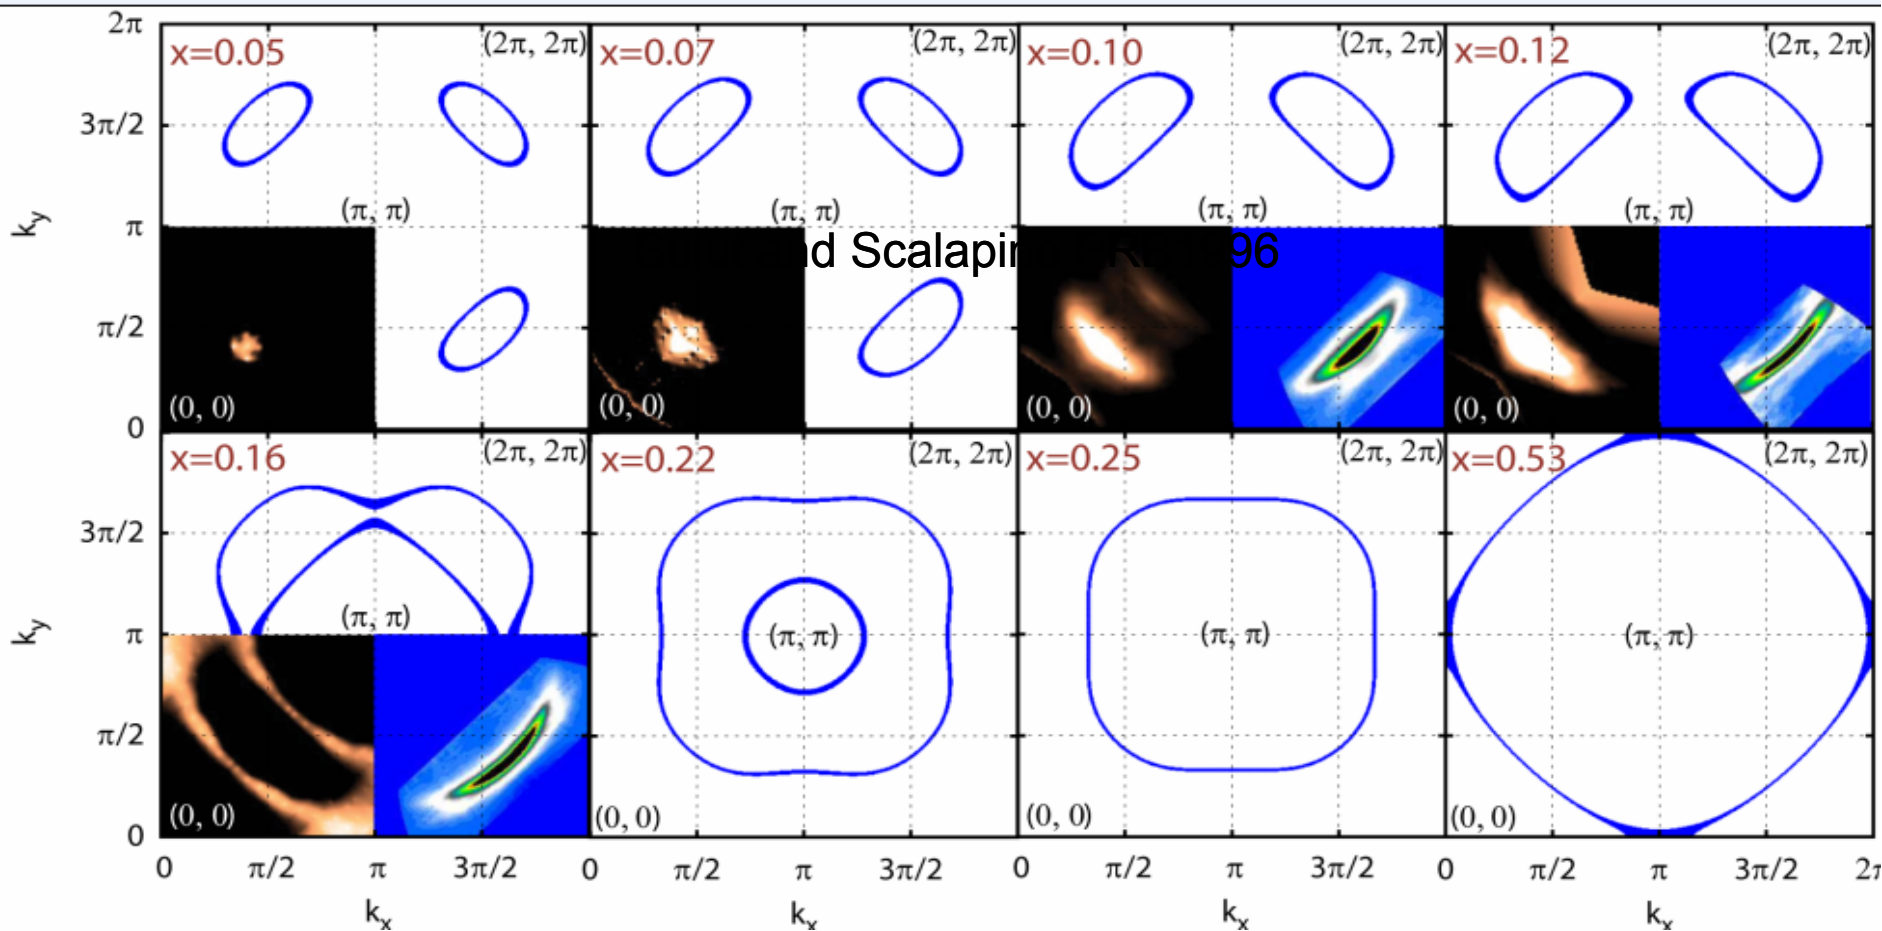 2π
x=0.05
(2π, 2π)
x=0.07
(2π, 2π)
x=0.10
(2π, 2π)
x=0.12
(2π, 2π)
3π/2
(π, π)
(π, π)
(π, π)
(π, π)
k_y
π
and Scalapin 96
π/2
(0, 0)
(0, 0)
(0, 0)
(0, 0)
0
x=0.16
(2π, 2π)
x=0.22
(2π, 2π)
x=0.25
(2π, 2π)
x=0.53
(2π, 2π)
3π/2
(π, π)
(π, π)
(π, π)
(π, π)
k_y
π
π/2
(0, 0)
(0, 0)
(0, 0)
(0, 0)
0
0 π/2 π 3π/2 0 π/2 π 3π/2 0 π/2 π 3π/2 0 π/2 π 3π/2 2π
k_x k_x k_x k_x